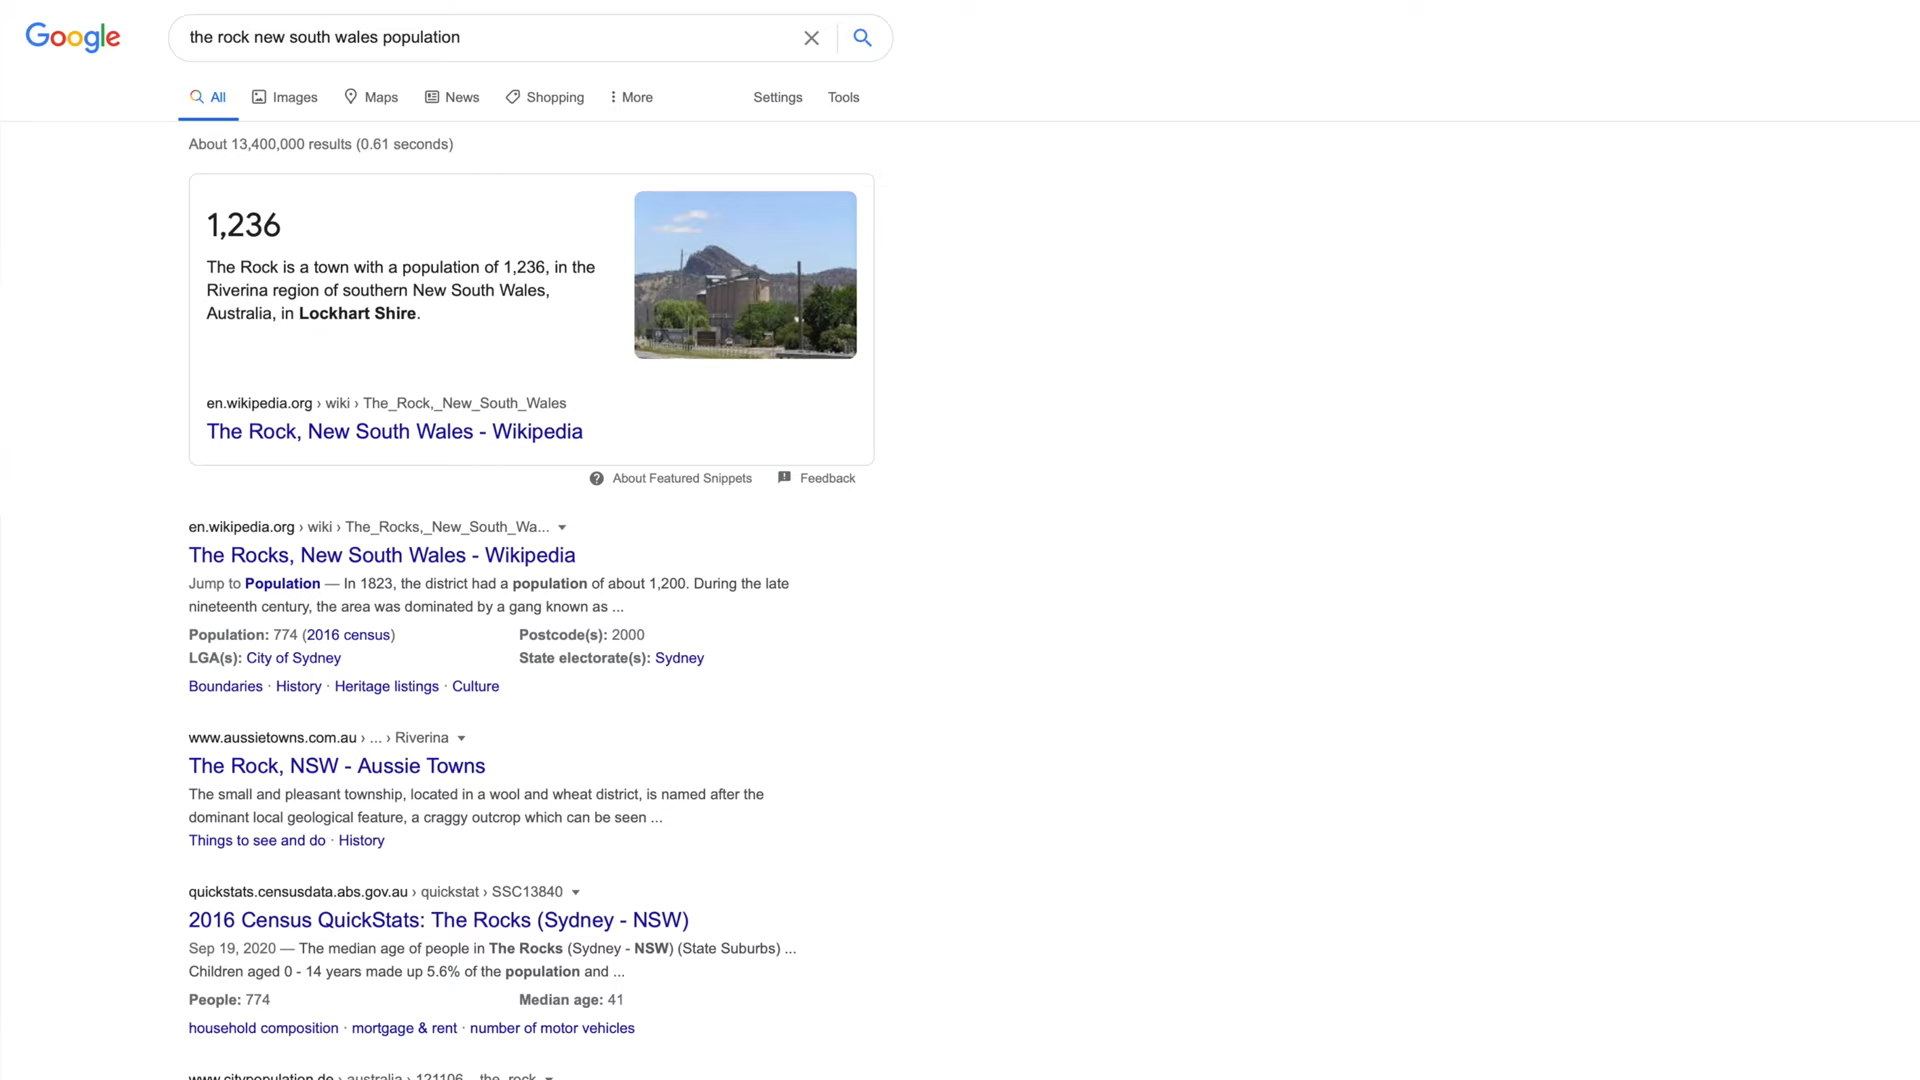 Google
the rock new south wales population
All Images Maps News Shopping More Settings Tools
About 13,400,000 results (0.61 seconds)
1,236
The Rock is a town with a population of 1,236, in the
Riverina region of southern New South Wales,
Australia, in Lockhart Shire.
en.wikipedia.org › wiki › The_Rock,_New_South_Wales
The Rock, New South Wales - Wikipedia
About Featured Snippets Feedback
en.wikipedia.org › wiki › The_Rocks,_New_South_Wa...
The Rocks, New South Wales - Wikipedia
Jump to Population — In 1823, the district had a population of about 1,200. During the late
nineteenth century, the area was dominated by a gang known as ...
Population: 774 (2016 census) Postcode(s): 2000
LGA(s): City of Sydney State electorate(s): Sydney
Boundaries · History · Heritage listings · Culture
www.aussietowns.com.au › ... › Riverina
The Rock, NSW - Aussie Towns
The small and pleasant township, located in a wool and wheat district, is named after the
dominant local geological feature, a craggy outcrop which can be seen ...
Things to see and do · History
quickstats.censusdata.abs.gov.au › quickstat › SSC13840
2016 Census QuickStats: The Rocks (Sydney - NSW)
Sep 19, 2020 — The median age of people in The Rocks (Sydney - NSW) (State Suburbs) ...
Children aged 0 - 14 years made up 5.6% of the population and ...
People: 774 Median age: 41
household composition · mortgage & rent · number of motor vehicles
www.citypopulation.de › australia › 121106__the_rock